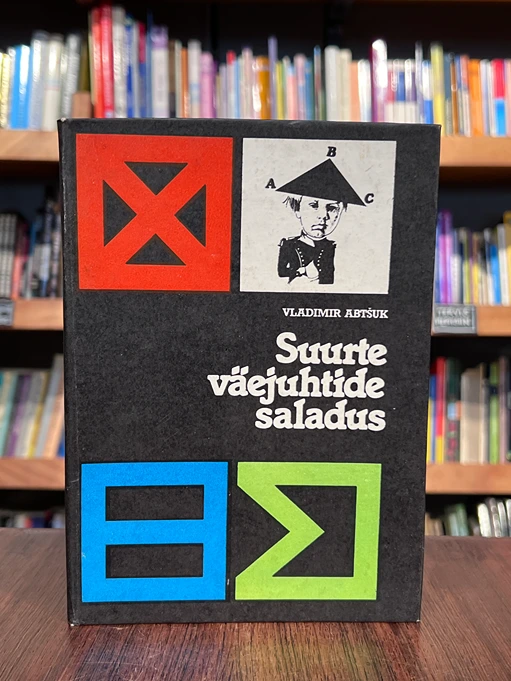 B
A
C
VLADIMIR ABTŠUK
Suurte
väejuhtide
saladus